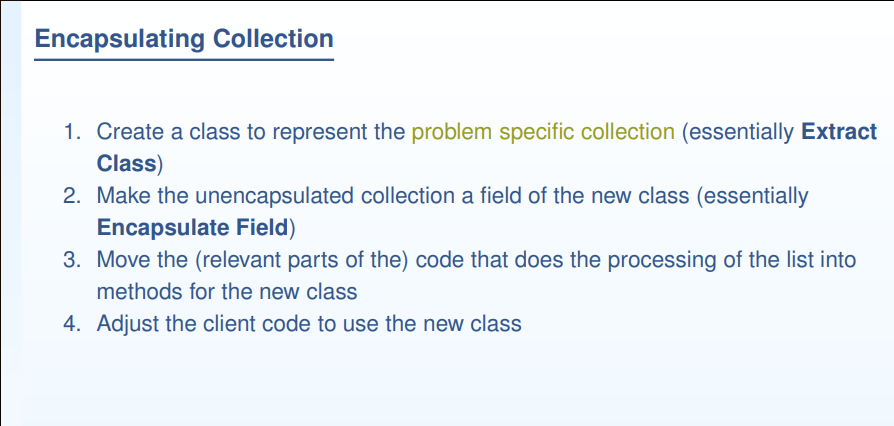 Encapsulating Collection
1. Create a class to represent the problem specific collection (essentially Extract
Class)
2. Make the unencapsulated collection a field of the new class (essentially
Encapsulate Field)
3. Move the (relevant parts of the) code that does the processing of the list into
methods for the new class
4. Adjust the client code to use the new class